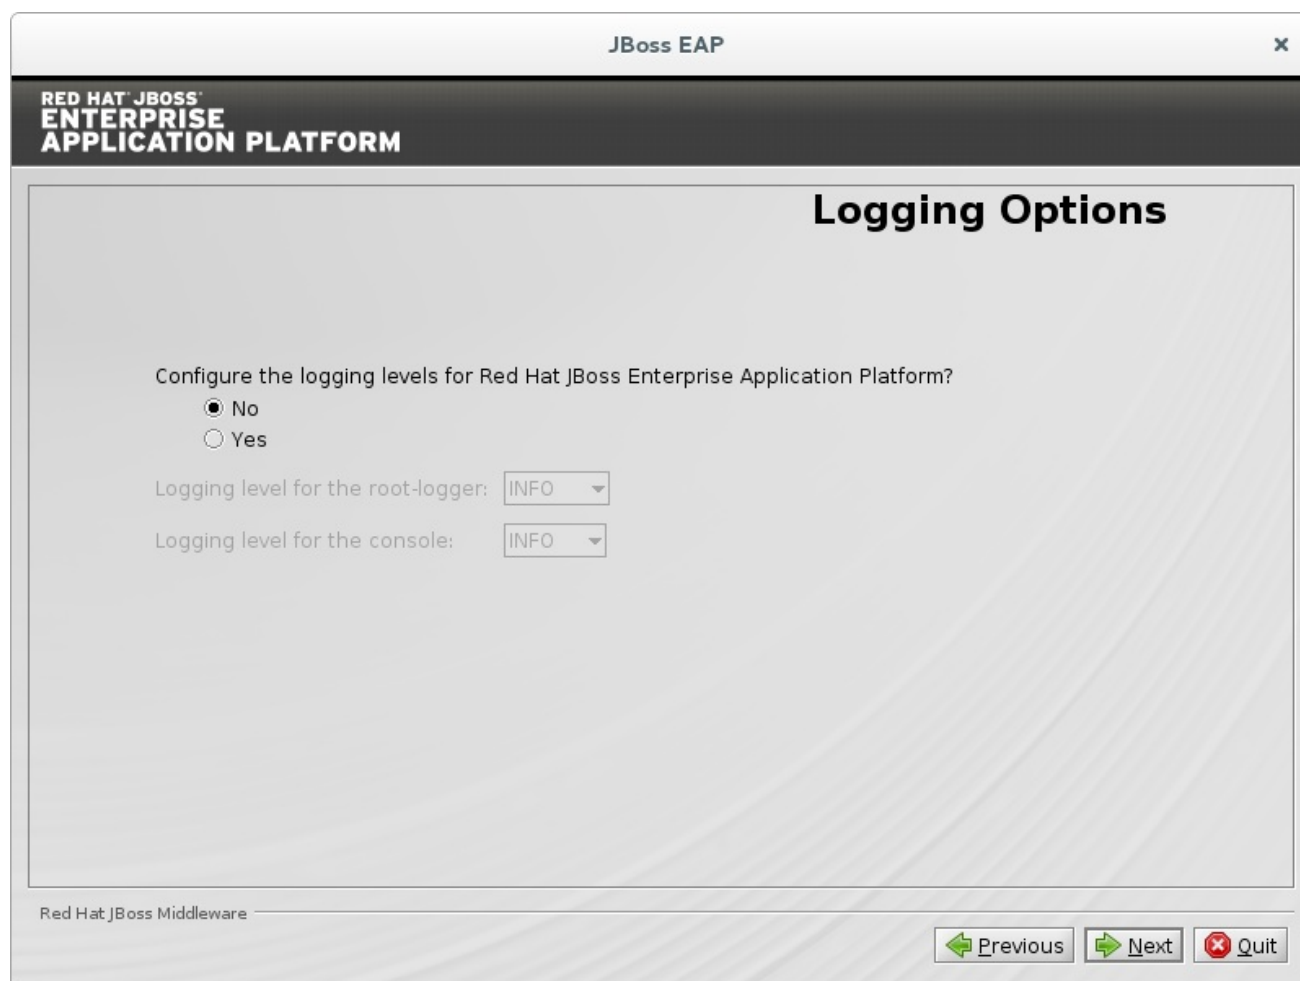 JBoss EAP
RED HAT® JBOSS®
ENTERPRISE
APPLICATION PLATFORM
Logging Options
Configure the logging levels for Red Hat JBoss Enterprise Application Platform?
No
Yes
Logging level for the root-logger: INFO
Logging level for the console: INFO
Red Hat JBoss Middleware
Previous Next Quit